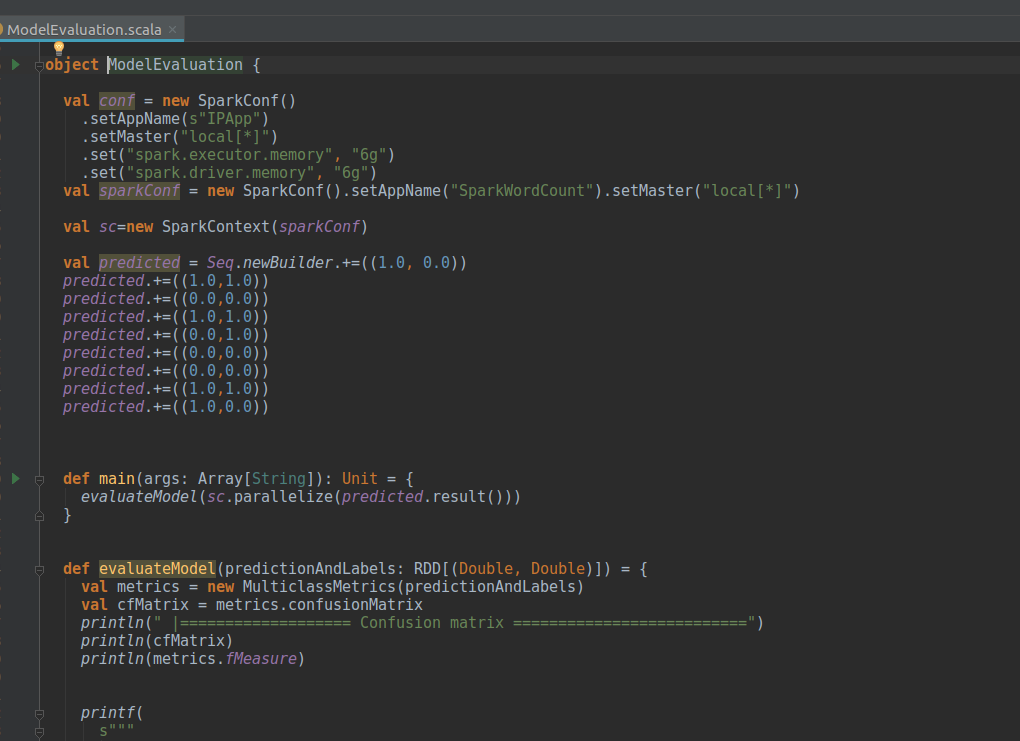 ModelEvaluation.scala
object ModelEvaluation {
val conf = new SparkConf()
.setAppName(s"IPApp")
.setMaster("local[*]")
.set("spark.executor.memory", "6g")
.set("spark.driver.memory", "6g")
val sparkConf = new SparkConf().setAppName("SparkWordCount").setMaster("local[*]")
val sc=new SparkContext(sparkConf)
val predicted = Seq.newBuilder.+=((1.0, 0.0))
predicted.+=((1.0,1.0))
predicted.+=((0.0,0.0))
predicted.+=((1.0,1.0))
predicted.+=((0.0,1.0))
predicted.+=((0.0,0.0))
predicted.+=((0.0,0.0))
predicted.+=((1.0,1.0))
predicted.+=((1.0,0.0))
def main(args: Array[String]): Unit = {
evaluateModel(sc.parallelize(predicted.result()))
}
def evaluateModel(predictionAndLabels: RDD[(Double, Double)]) = {
val metrics = new MulticlassMetrics(predictionAndLabels)
val cfMatrix = metrics.confusionMatrix
println(" |=================== Confusion matrix ==========================")
println(cfMatrix)
println(metrics.fMeasure)
printf(
s"""